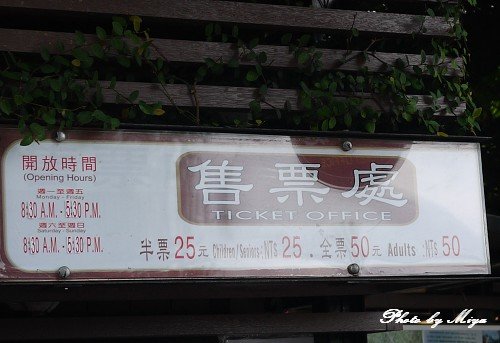 開放時間
(Opening Hours)
週一至週五
Monday - Friday
8:30 A.M. - 5:30 P.M.
週六至週日
Saturday - Sunday
8:30 A.M. - 5:30 P.M.
售票處
TICKET OFFICE
半票25元 Children / Seniors : NT$ 25 . 全票50元 Adults : NT$ 50
Photo by Miya